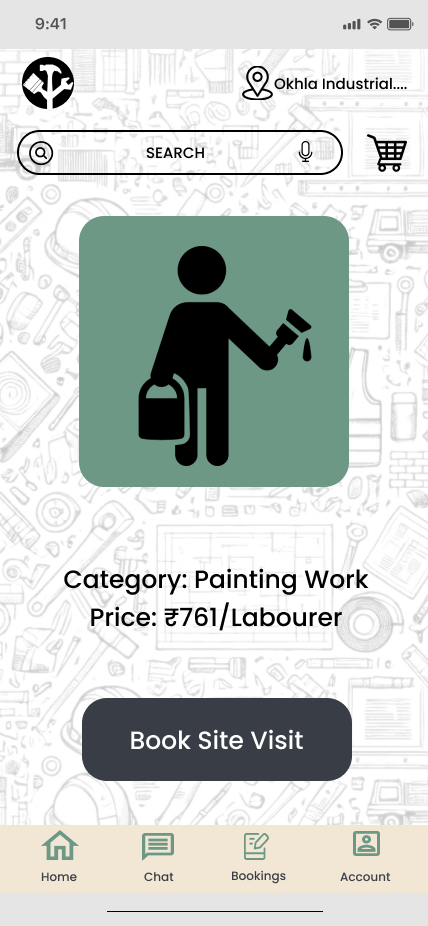 9:41
Okhla Industrial....
SEARCH
Category: Painting Work
Price: ₹761/Labourer
Book Site Visit
Home
Chat
Bookings
Account